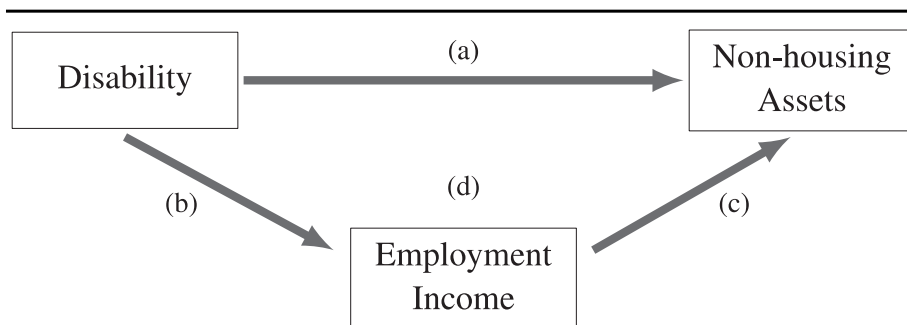 (a)
Disability
Non-housing
Assets
(b)
(d)
(c)
Employment
Income